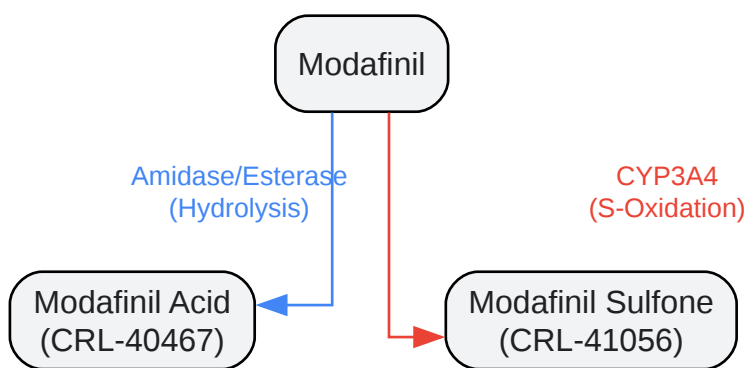 Modafinil
Amidase/Esterase
(Hydrolysis)
CYP3A4
(S-Oxidation)
Modafinil Acid
(CRL-40467)
Modafinil Sulfone
(CRL-41056)